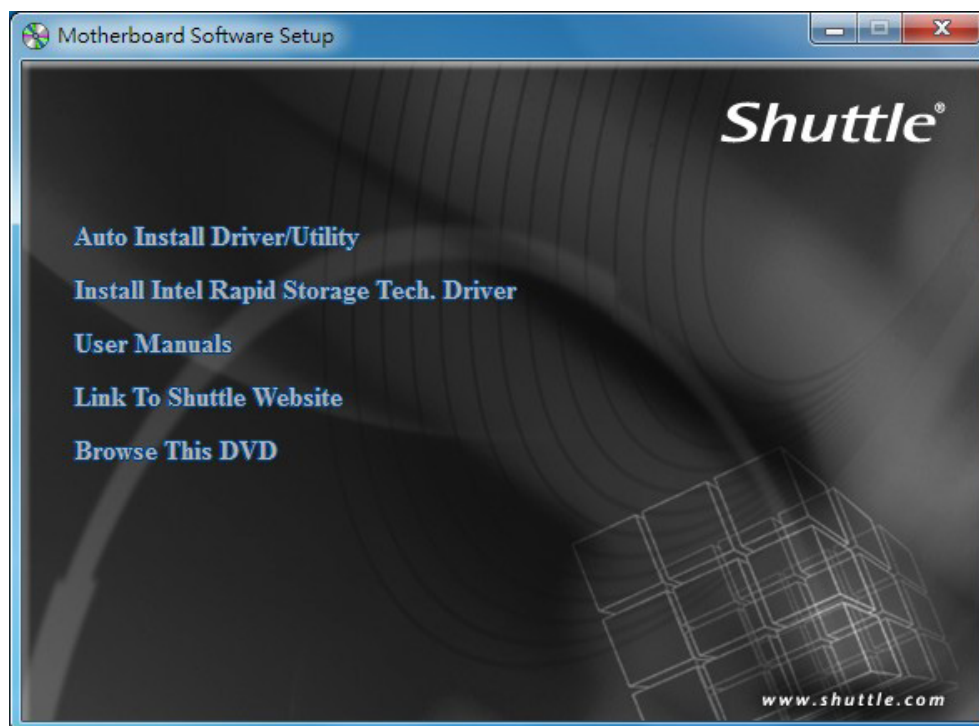 Motherboard Software Setup
Shuttle®
Auto Install Driver/Utility
Install Intel Rapid Storage Tech. Driver
User Manuals
Link To Shuttle Website
Browse This DVD
www.shuttle.com